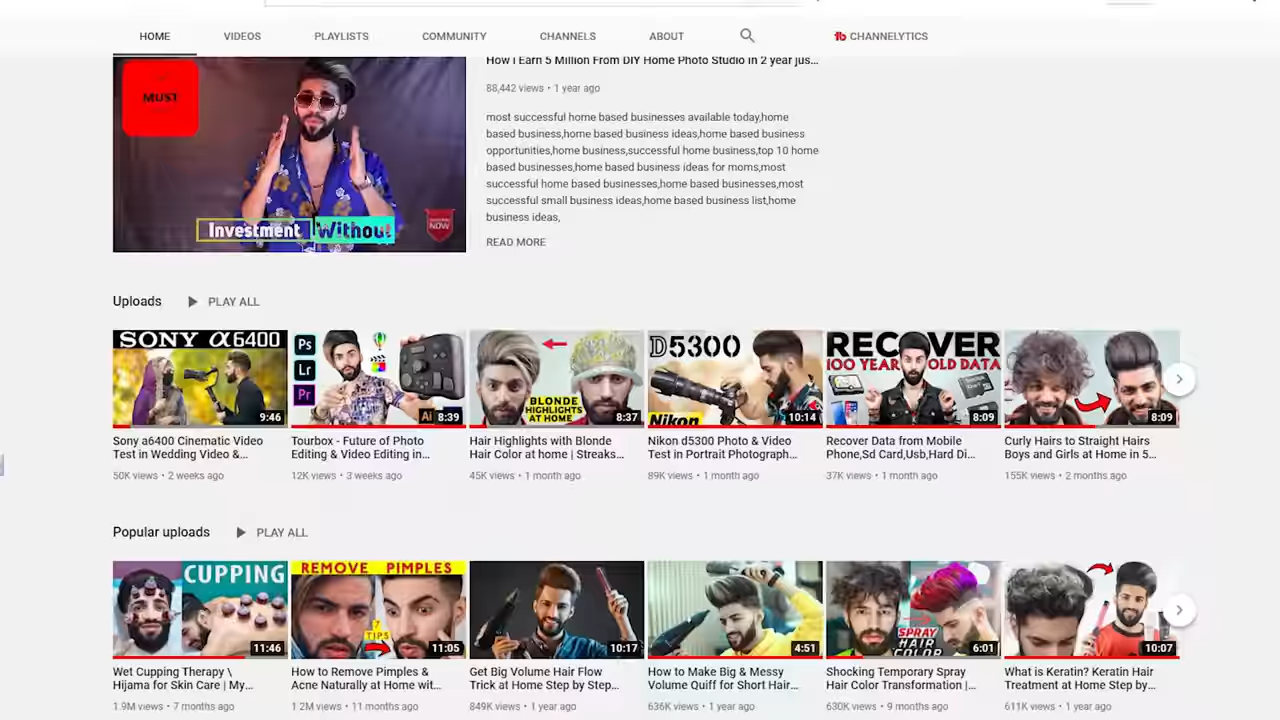 HOME VIDEOS PLAYLISTS COMMUNITY CHANNELS ABOUT CHANNELYTICS
How I Earn 5 Million From DIY Home Photo Studio in 2 year jus...
88,442 views • 1 year ago
MUST
most successful home based businesses available today,home
based business,home based business ideas,home based business
opportunities,home business,successful home business,top 10 home
based businesses,home based business ideas for moms,most
successful home based businesses,home based businesses,most
successful small business ideas,home based business list,home
business ideas,
Investment Without
NOW
READ MORE
Uploads PLAY ALL
SONY α6400
9:46
Ps
Lr
Pr
Ai 8:39
BLONDE
HIGHLIGHTS
AT HOME
8:37
D5300
Nikon
10:14
RECOVER
100 YEAR OLD DATA
8:09
8:09
Sony a6400 Cinematic Video
Test in Wedding Video &...
50K views • 2 weeks ago
Tourbox - Future of Photo
Editing & Video Editing in...
12K views • 3 weeks ago
Hair Highlights with Blonde
Hair Color at home | Streaks...
45K views • 1 month ago
Nikon d5300 Photo & Video
Test in Portrait Photograph...
89K views • 1 month ago
Recover Data from Mobile
Phone,Sd Card,Usb,Hard Di...
37K views • 1 month ago
Curly Hairs to Straight Hairs
Boys and Girls at Home in 5...
155K views • 2 months ago
Popular uploads PLAY ALL
CUPPING
11:46
REMOVE PIMPLES
7
TIPS
11:05
10:17
4:51
SPRAY
HAIR
COLOR
6:01
10:07
Wet Cupping Therapy \
Hijama for Skin Care | My...
1.9M views • 7 months ago
How to Remove Pimples &
Acne Naturally at Home wit...
1.2M views • 11 months ago
Get Big Volume Hair Flow
Trick at Home Step by Step...
849K views • 1 year ago
How to Make Big & Messy
Volume Quiff for Short Hair...
636K views • 1 year ago
Shocking Temporary Spray
Hair Color Transformation |...
630K views • 9 months ago
What is Keratin? Keratin Hair
Treatment at Home Step by...
611K views • 1 year ago